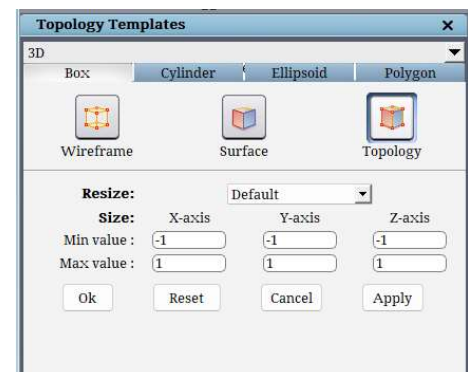 Topology Templates ×
3D
Box Cylinder Ellipsoid Polygon
Wireframe Surface Topology
Resize: Default
Size: X-axis Y-axis Z-axis
Min value : -1 -1 -1
Max value : 1 1 1
Ok Reset Cancel Apply